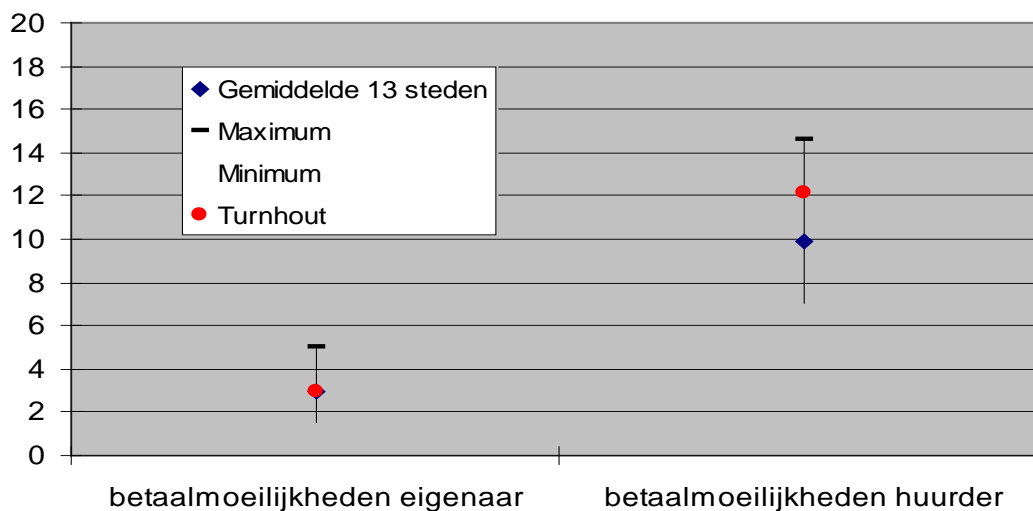 20
18
16
14
12
10
8
6
4
2
0
Gemiddelde 13 steden
Maximum
Minimum
Turnhout
betaalmoeilijkheden eigenaar
betaalmoeilijkheden huurder